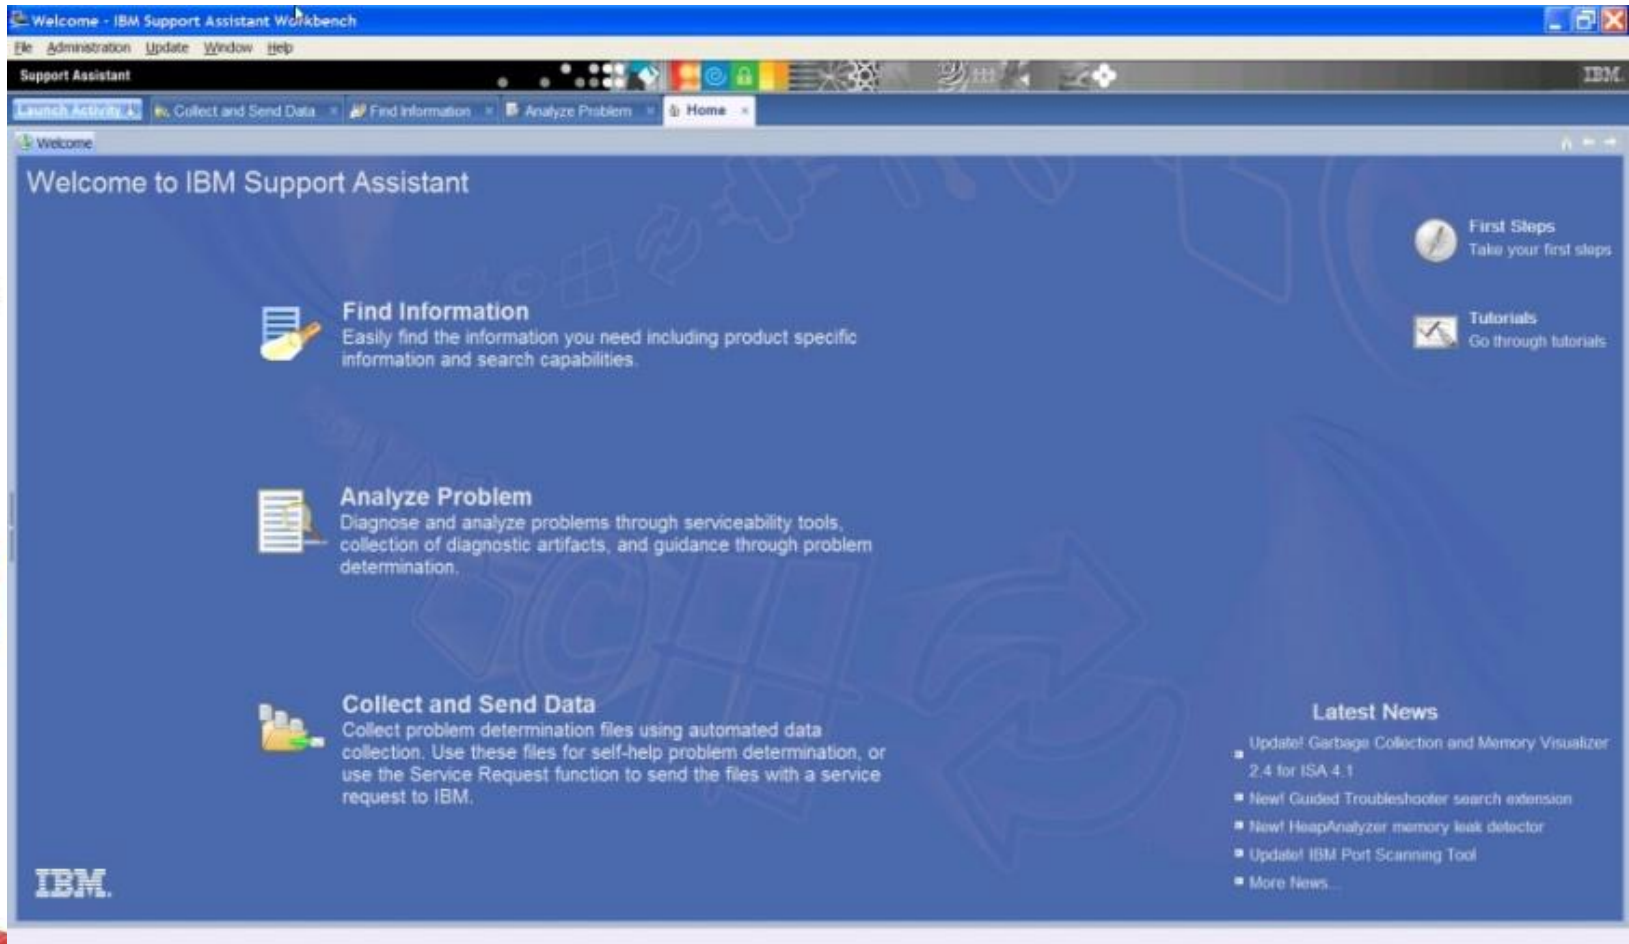 Welcome - IBM Support Assistant Workbench
File Administration Update Window Help
Support Assistant
IBM.
Launch Activity
Collect and Send Data
Find Information
Analyze Problem
Home
Welcome
Welcome to IBM Support Assistant
First Steps
Take your first steps
Tutorials
Go through tutorials
Find Information
Easily find the information you need including product specific
information and search capabilities.
Analyze Problem
Diagnose and analyze problems through serviceability tools,
collection of diagnostic artifacts, and guidance through problem
determination.
Collect and Send Data
Collect problem determination files using automated data
collection. Use these files for self-help problem determination, or
use the Service Request function to send the files with a service
request to IBM.
Latest News
Update! Garbage Collection and Memory Visualizer
2.4 for ISA 4.1
New! Guided Troubleshooter search extension
New! HeapAnalyzer memory leak detector
Update! IBM Port Scanning Tool
More News...
IBM.